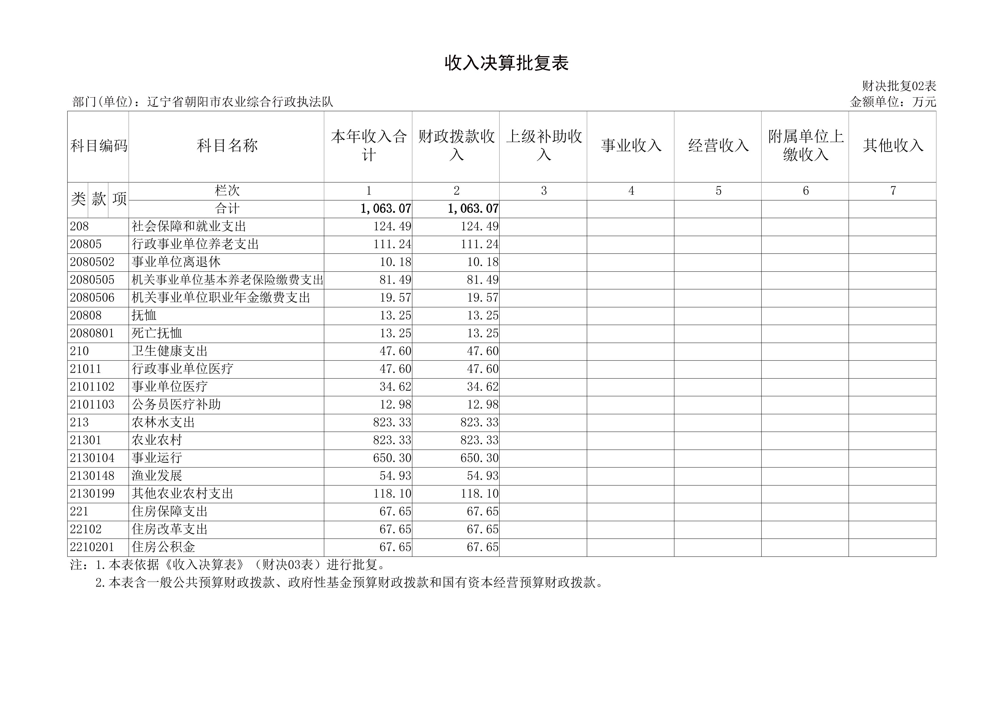 收入决算批复表
财决批复02表
部门(单位)：辽宁省朝阳市农业综合行政执法队 金额单位：万元
科目编码 科目名称 本年收入合计 财政拨款收入 上级补助收入 事业收入 经营收入 附属单位上缴收入 其他收入
类 款 项 栏次 1 2 3 4 5 6 7
合计 1,063.07 1,063.07
208 社会保障和就业支出 124.49 124.49
20805 行政事业单位养老支出 111.24 111.24
2080502 事业单位离退休 10.18 10.18
2080505 机关事业单位基本养老保险缴费支出 81.49 81.49
2080506 机关事业单位职业年金缴费支出 19.57 19.57
20808 抚恤 13.25 13.25
2080801 死亡抚恤 13.25 13.25
210 卫生健康支出 47.60 47.60
21011 行政事业单位医疗 47.60 47.60
2101102 事业单位医疗 34.62 34.62
2101103 公务员医疗补助 12.98 12.98
213 农林水支出 823.33 823.33
21301 农业农村 823.33 823.33
2130104 事业运行 650.30 650.30
2130148 渔业发展 54.93 54.93
2130199 其他农业农村支出 118.10 118.10
221 住房保障支出 67.65 67.65
22102 住房改革支出 67.65 67.65
2210201 住房公积金 67.65 67.65
注：1.本表依据《收入决算表》（财决03表）进行批复。
2.本表含一般公共预算财政拨款、政府性基金预算财政拨款和国有资本经营预算财政拨款。